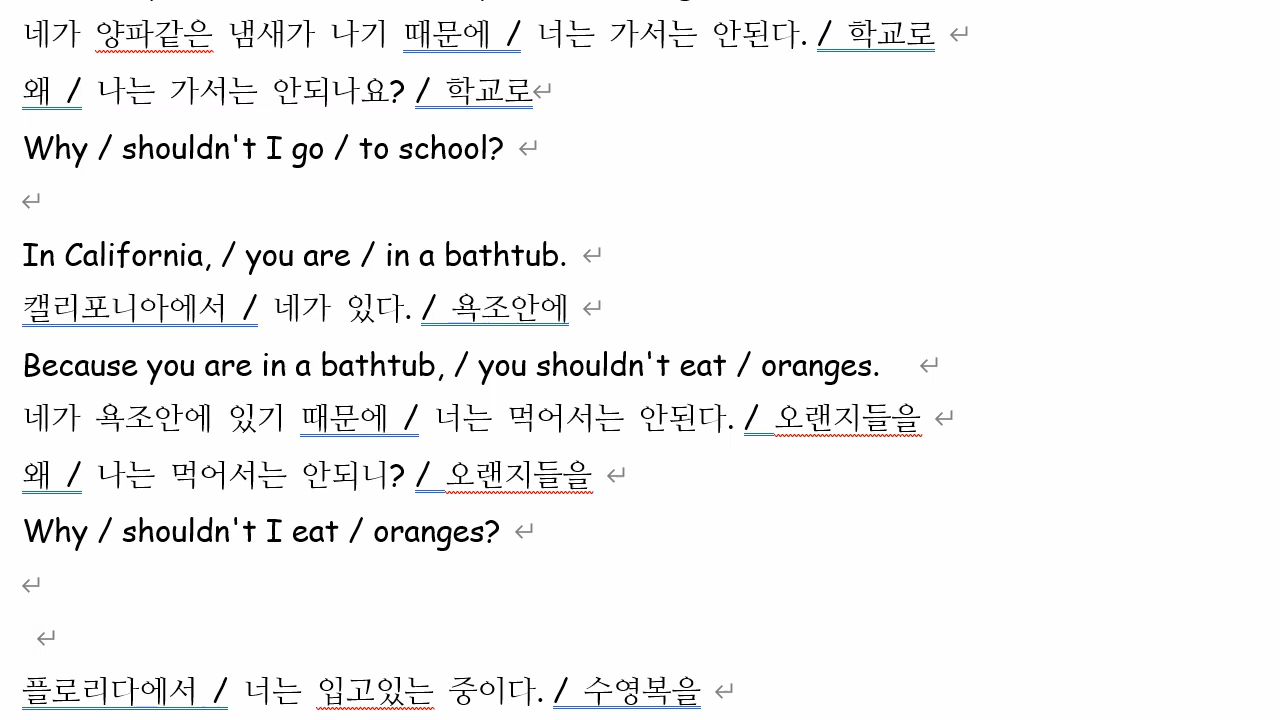 네가 양파같은 냄새가 나기 때문에 / 너는 가서는 안된다. / 학교로
왜 / 나는 가서는 안되나요? / 학교로
Why / shouldn't I go / to school?
In California, / you are / in a bathtub.
캘리포니아에서 / 네가 있다. / 욕조안에
Because you are in a bathtub, / you shouldn't eat / oranges.
네가 욕조안에 있기 때문에 / 너는 먹어서는 안된다. / 오랜지들을
왜 / 나는 먹어서는 안되니? / 오랜지들을
Why / shouldn't I eat / oranges?
플로리다에서 / 너는 입고있는 중이다. / 수영복을